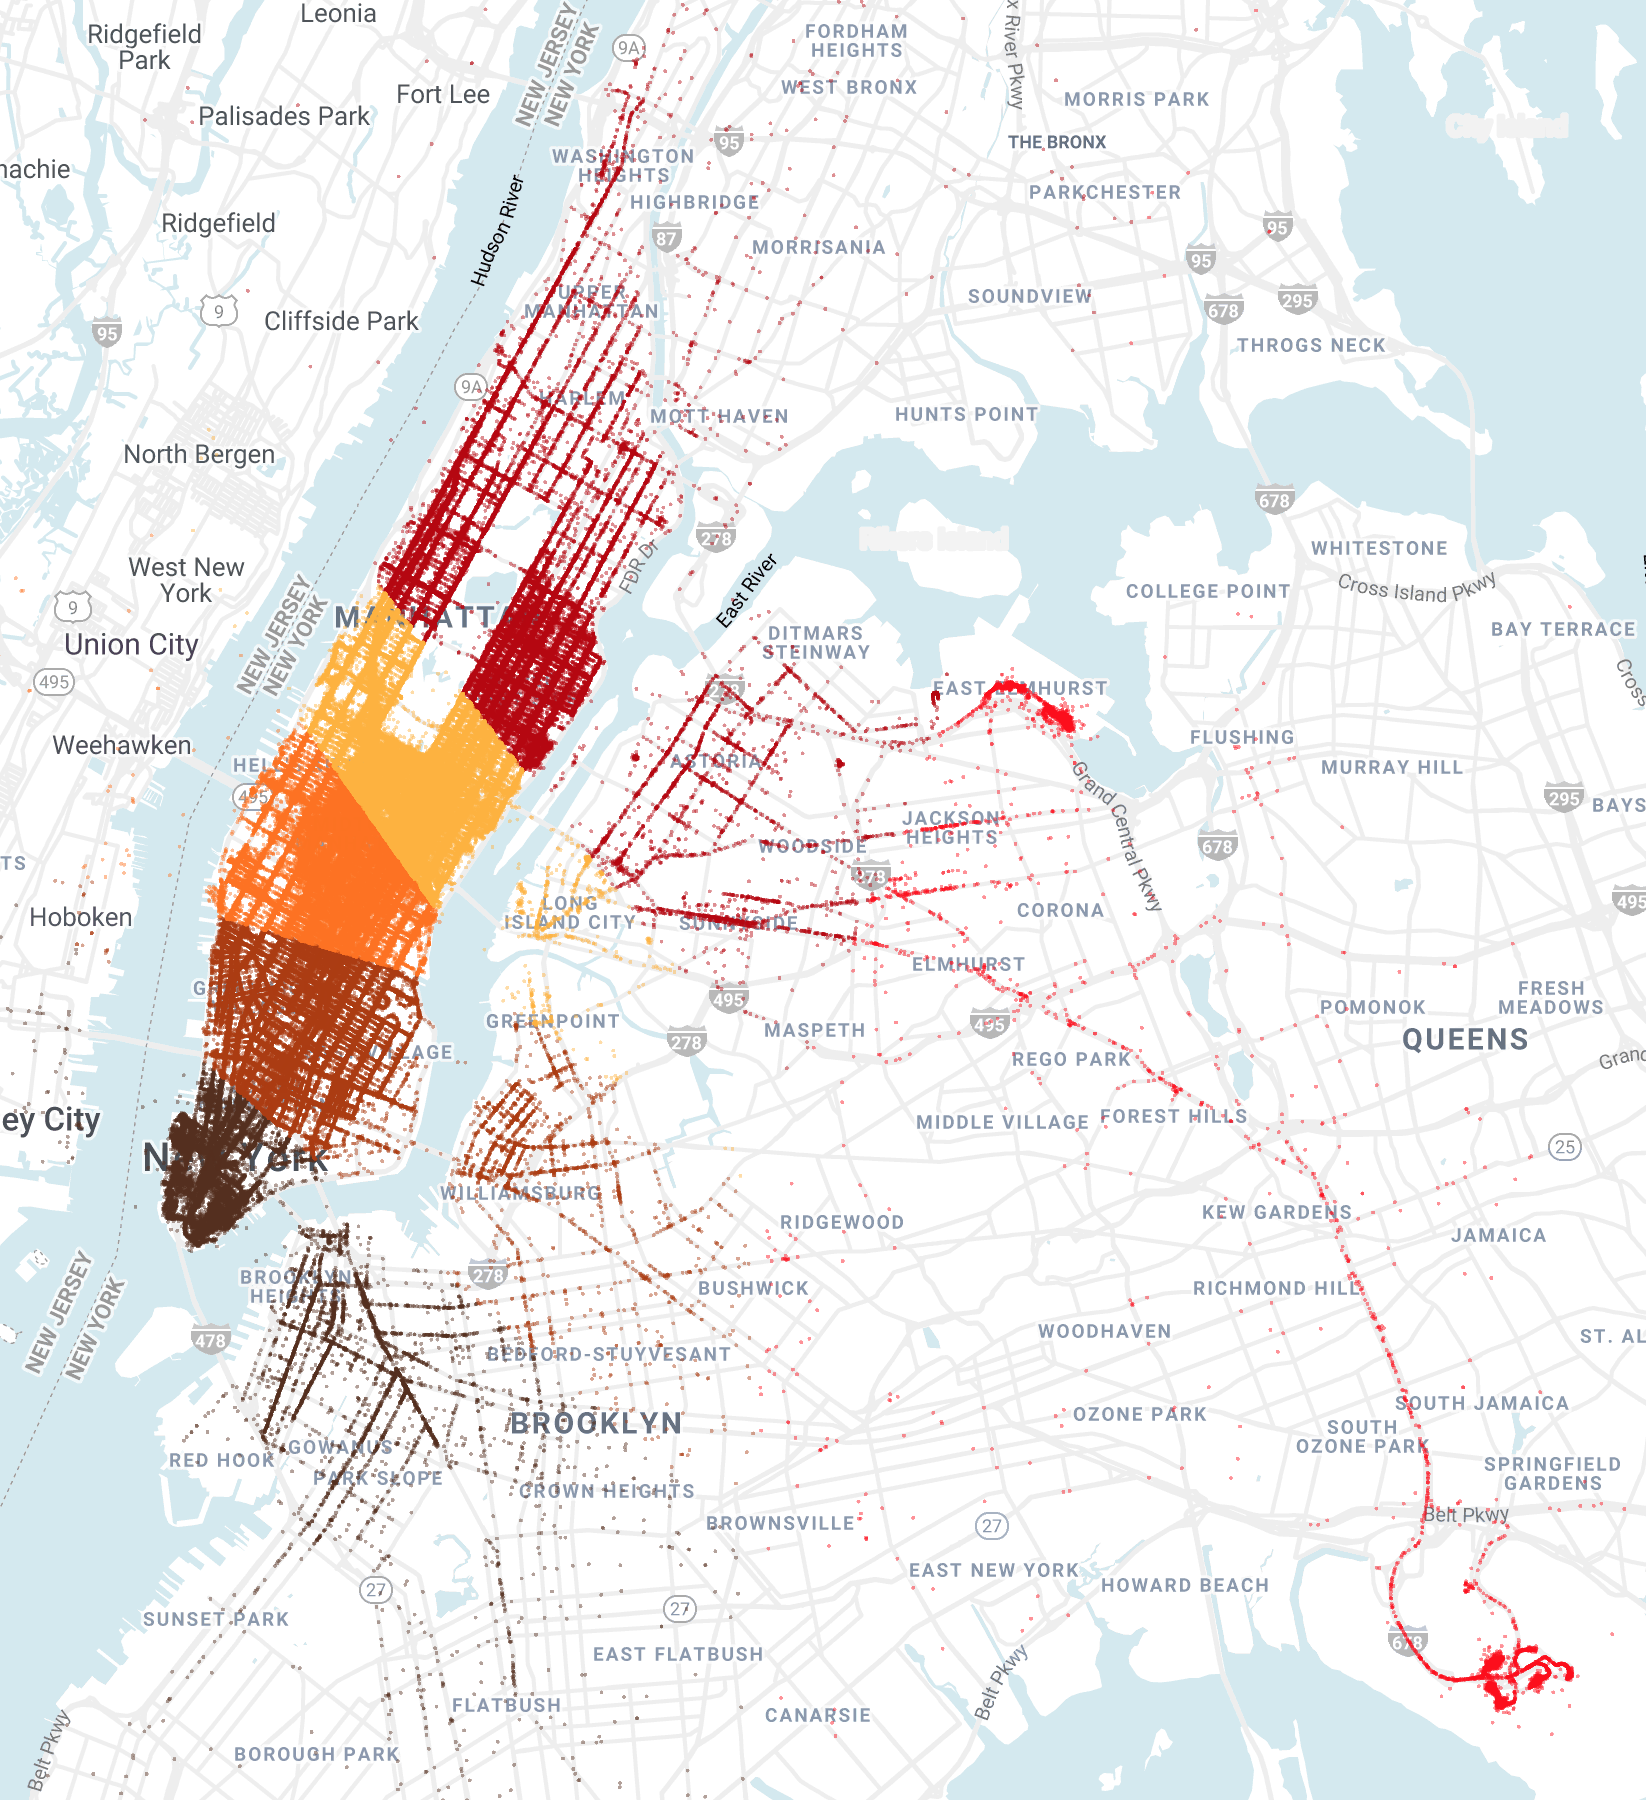 Leonia
Ridgefield
Park
9A
FORDHAM
HEIGHTS
x River Pkwy
NEW JERSEY
NEW YORK
Fort Lee
WEST BRONX
MORRIS PARK
Palisades Park
City Island
95
THE BRONX
WASHINGTON
HEIGHTS
nachie
PARKCHESTER
HIGHBRIDGE
Ridgefield
Hudson River
87
MORRISANIA
95
95
UPPER
MANHATTAN
SOUNDVIEW
295
678
9
Cliffside Park
95
THROGS NECK
9A
HARLEM
MOTT HAVEN
HUNTS POINT
North Bergen
678
278
Rikers Island
WHITESTONE
FDR Dr
East River
West New
York
COLLEGE POINT
Cross Island Pkwy
9
MANHATTAN
BAY TERRACE
DITMARS
STEINWAY
Union City
NEW JERSEY
NEW YORK
495
278
EAST ELMHURST
Cross
Weehawken
FLUSHING
HEL
ASTORIA
MURRAY HILL
495
Grand Central Pkwy
295
BAYS
JACKSON
HEIGHTS
WOODSIDE
678
TS
278
LONG
ISLAND CITY
Hoboken
CORONA
495
SUNNYSIDE
ELMHURST
G
495
FRESH
MEADOWS
POMONOK
GREENPOINT
MASPETH
495
278
QUEENS
VILLAGE
REGO PARK
Grand
ey City
MIDDLE VILLAGE
FOREST HILLS
25
NEW YORK
WILLIAMSBURG
RIDGEWOOD
KEW GARDENS
JAMAICA
NEW JERSEY
NEW YORK
BROOKLYN
HEIGHTS
278
BUSHWICK
RICHMOND HILL
478
WOODHAVEN
ST. AL
BEDFORD-STUYVESANT
SOUTH JAMAICA
BROOKLYN
OZONE PARK
SOUTH
OZONE PARK
GOWANUS
RED HOOK
PARK SLOPE
SPRINGFIELD
GARDENS
CROWN HEIGHTS
Belt Pkwy
BROWNSVILLE
27
EAST NEW YORK
HOWARD BEACH
27
27
SUNSET PARK
678
EAST FLATBUSH
Belt Pkwy
FLATBUSH
CANARSIE
Belt Pkwy
BOROUGH PARK